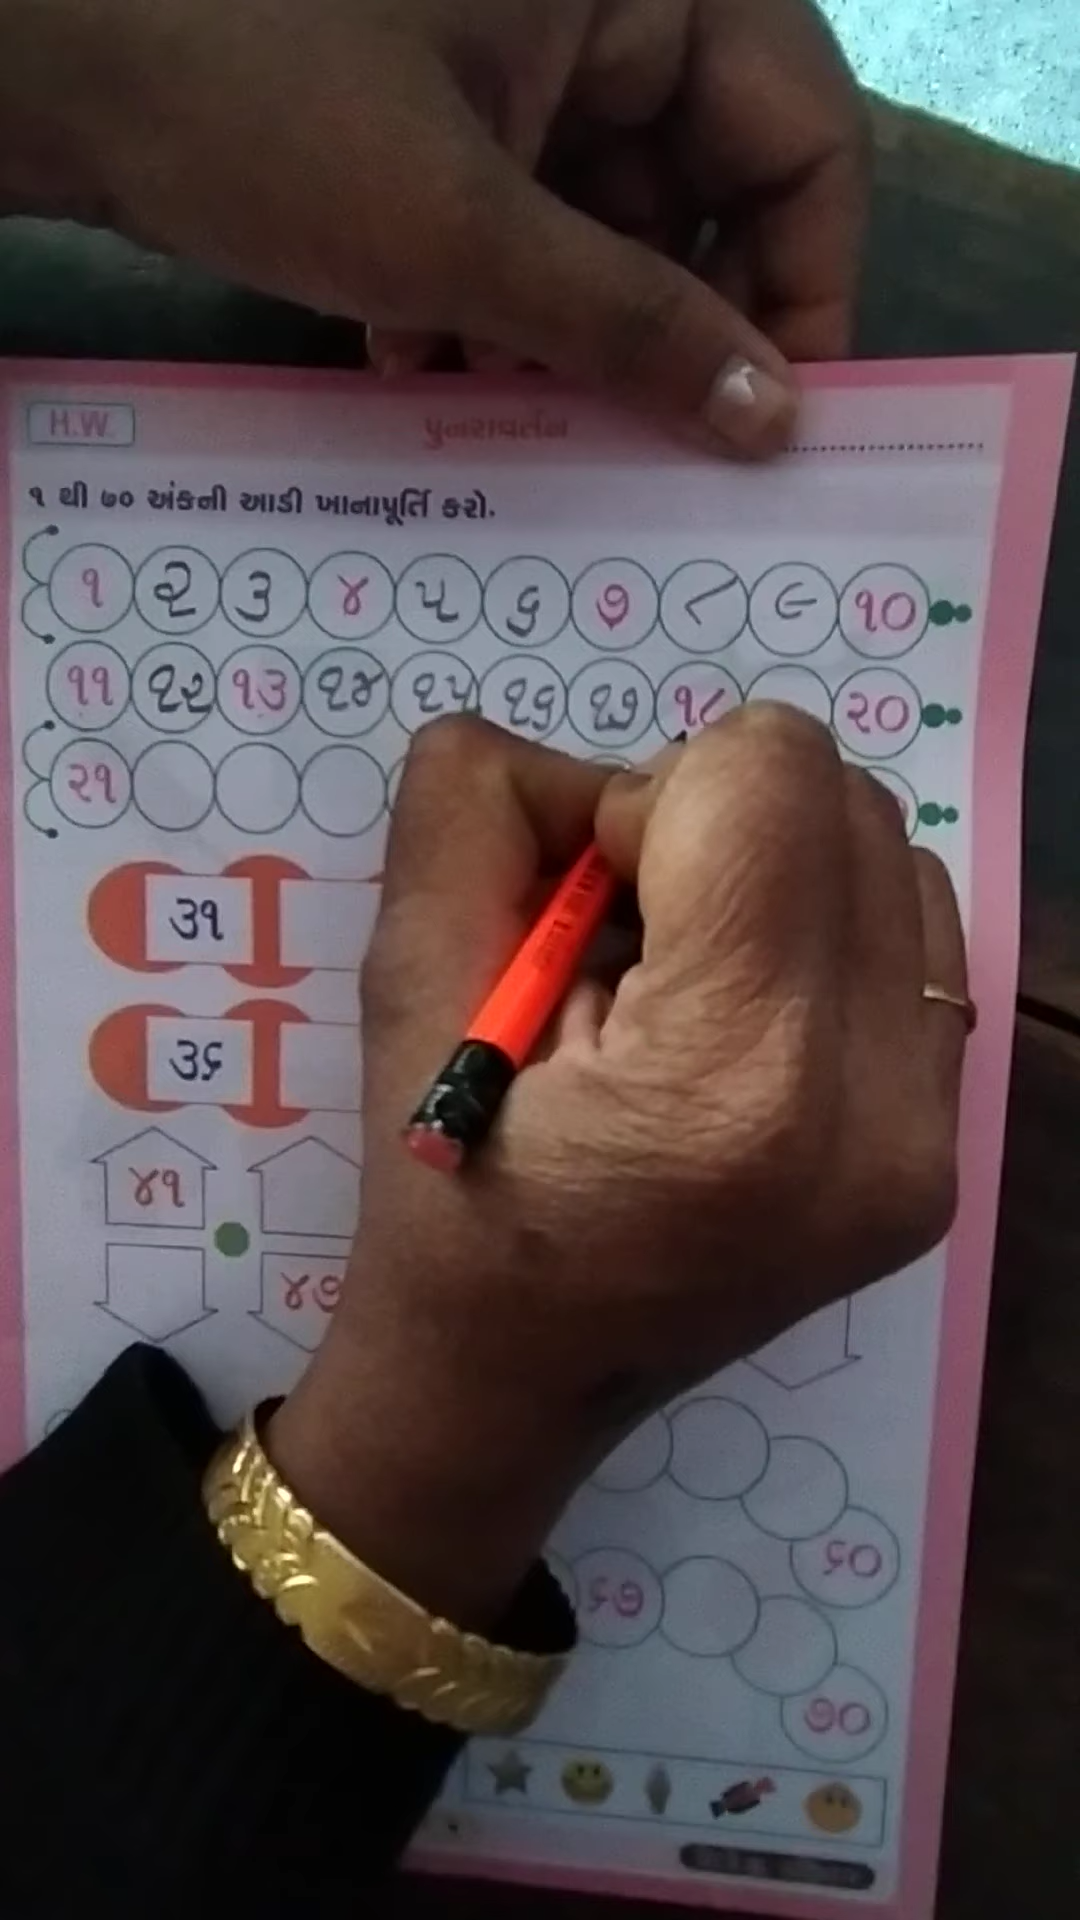 H.W.
પુનરાવર્તન
૧ થી ૭૦ અંકની આડી ખાનાપૂર્તિ કરો.
૧ ૨ ૩ ૪ ૫ ૬ ૭ ૮ ૯ ૧૦
૧૧ ૧૨ ૧૩ ૧૪ ૧૫ ૧૬ ૧૭ ૧૮ ૨૦
૨૧
૩૧
૩૬
૪૧
૪૭
૬૦
૬૭
૭૦